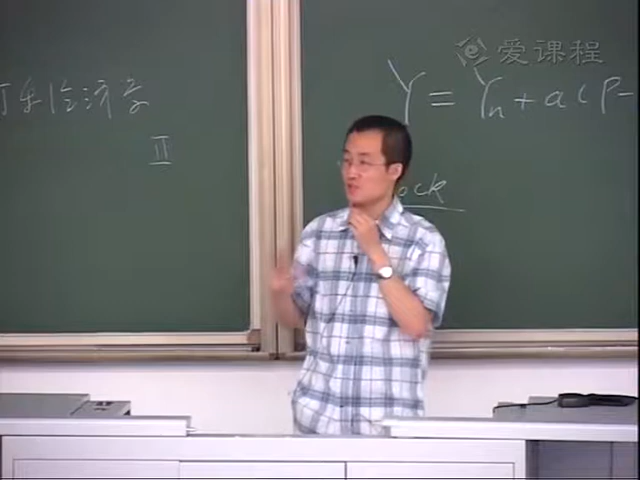 爱课程
经济学
II
Y = Yn + a(P-
ock